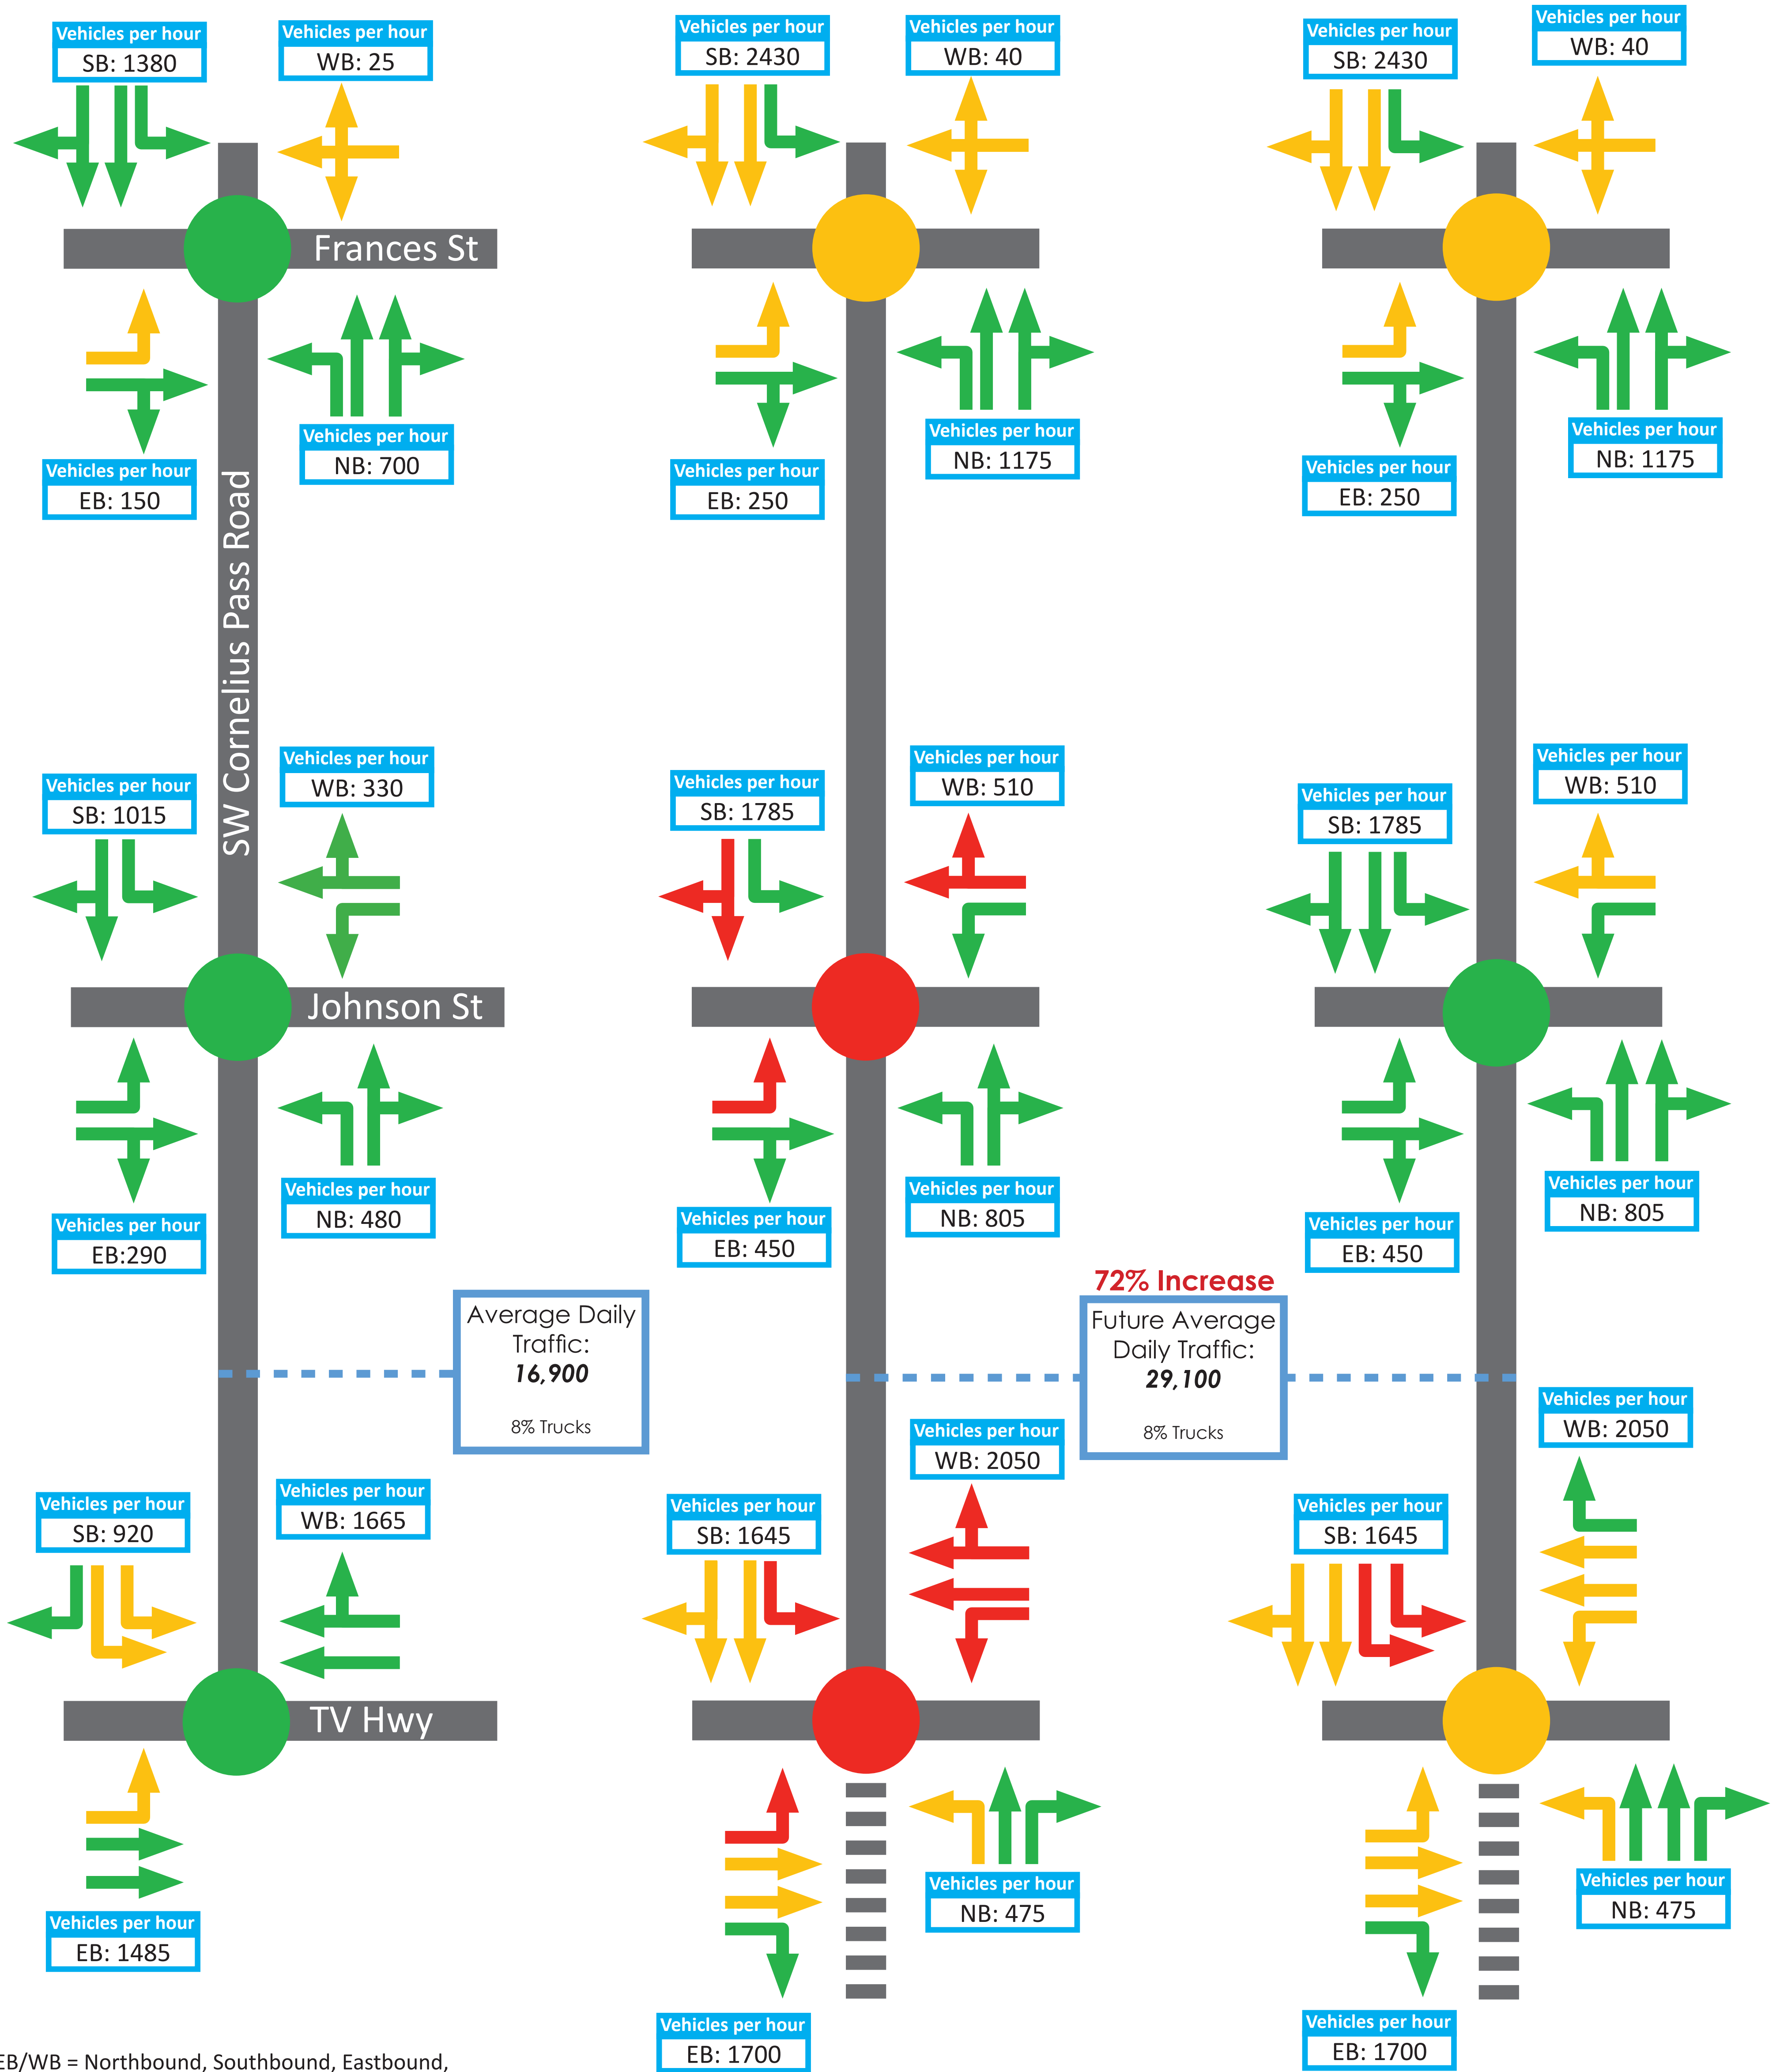 Vehicles per hour
SB: 1380
Vehicles per hour
WB: 25
Vehicles per hour
SB: 2430
Vehicles per hour
WB: 40
Vehicles per hour
SB: 2430
Vehicles per hour
WB: 40
Frances St
Vehicles per hour
NB: 700
Vehicles per hour
EB: 150
Vehicles per hour
NB: 1175
Vehicles per hour
EB: 250
Vehicles per hour
NB: 1175
Vehicles per hour
EB: 250
SW Cornelius Pass Road
Vehicles per hour
SB: 1015
Vehicles per hour
WB: 330
Vehicles per hour
SB: 1785
Vehicles per hour
WB: 510
Vehicles per hour
SB: 1785
Vehicles per hour
WB: 510
Johnson St
Vehicles per hour
NB: 480
Vehicles per hour
EB:290
Vehicles per hour
NB: 805
Vehicles per hour
EB: 450
Vehicles per hour
NB: 805
Vehicles per hour
EB: 450
Average Daily
Traffic:
16,900
8% Trucks
72% Increase
Future Average
Daily Traffic:
29,100
8% Trucks
Vehicles per hour
SB: 920
Vehicles per hour
WB: 1665
Vehicles per hour
SB: 1645
Vehicles per hour
WB: 2050
Vehicles per hour
SB: 1645
Vehicles per hour
WB: 2050
TV Hwy
Vehicles per hour
EB: 1485
Vehicles per hour
NB: 475
Vehicles per hour
EB: 1700
Vehicles per hour
NB: 475
Vehicles per hour
EB: 1700
EB/WB = Northbound, Southbound, Eastbound,